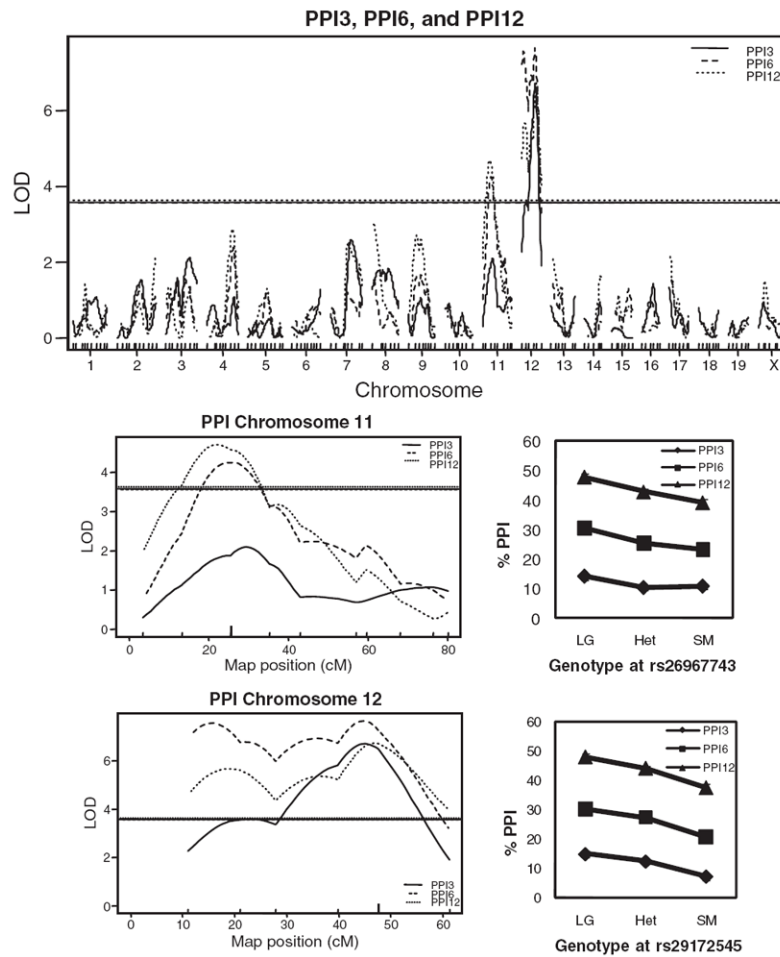 PPI3, PPI6, and PPI12
PPI3
PPI6
PPI12
LOD
6
4
2
0
1 2 3 4 5 6 7 8 9 10 11 12 13 14 15 16 17 18 19 X
Chromosome
PPI Chromosome 11
PPI3
PPI6
PPI12
LOD
4
3
2
1
0
0 20 40 60 80
Map position (cM)
% PPI
60
50
40
30
20
10
0
PPI3
PPI6
PPI12
LG Het SM
Genotype at rs26967743
PPI Chromosome 12
LOD
6
4
2
0
PPI3
PPI6
PPI12
0 10 20 30 40 50 60
Map position (cM)
% PPI
60
50
40
30
20
10
0
PPI3
PPI6
PPI12
LG Het SM
Genotype at rs29172545